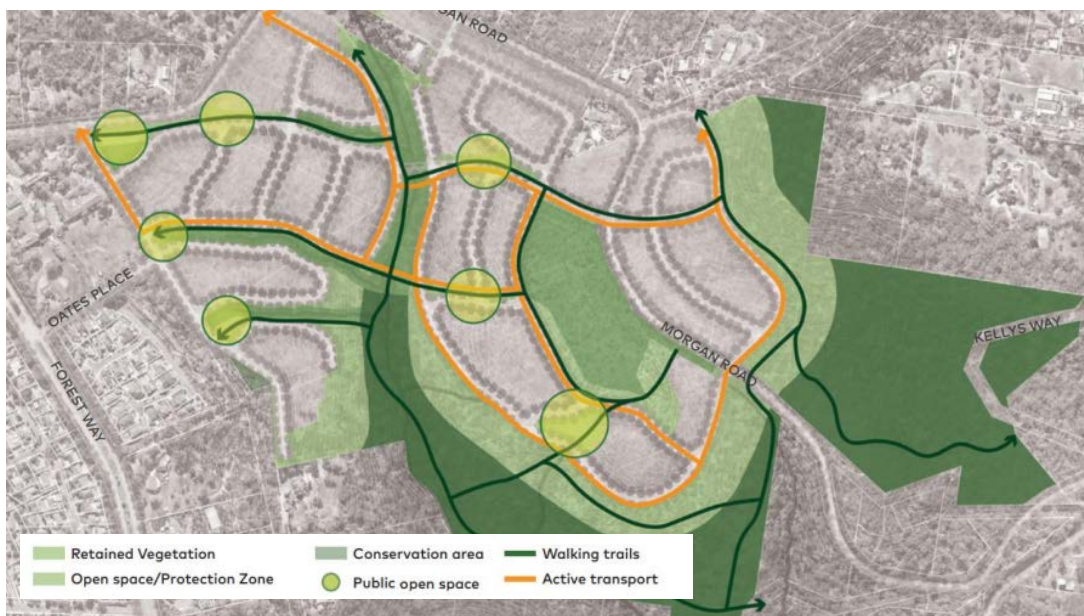 GAN ROAD
OATES PLACE
FOREST WAY
MORGAN ROAD
KELLYS WAY
Retained Vegetation
Open space/Protection Zone
Conservation area
Public open space
Walking trails
Active transport